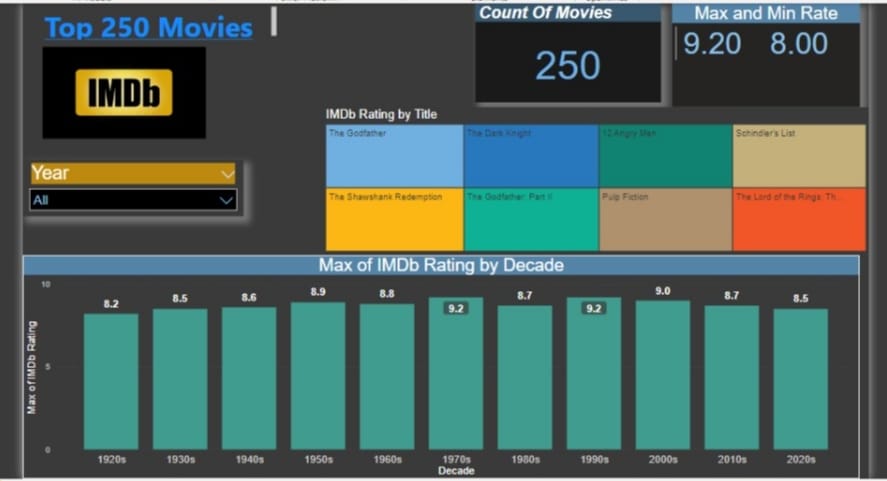 Top 250 Movies
IMDb
Count Of Movies
250
Max and Min Rate
9.20 8.00
Year
All
IMDb Rating by Title
The Godfather
The Dark Knight
12 Angry Men
Schindler's List
The Shawshank Redemption
The Godfather: Part II
Pulp Fiction
The Lord of the Rings: Th...
Max of IMDb Rating by Decade
Max of IMDb Rating
10
5
0
8.2 8.5 8.6 8.9 8.8 9.2 8.7 9.2 9.0 8.7 8.5
1920s 1930s 1940s 1950s 1960s 1970s 1980s 1990s 2000s 2010s 2020s
Decade